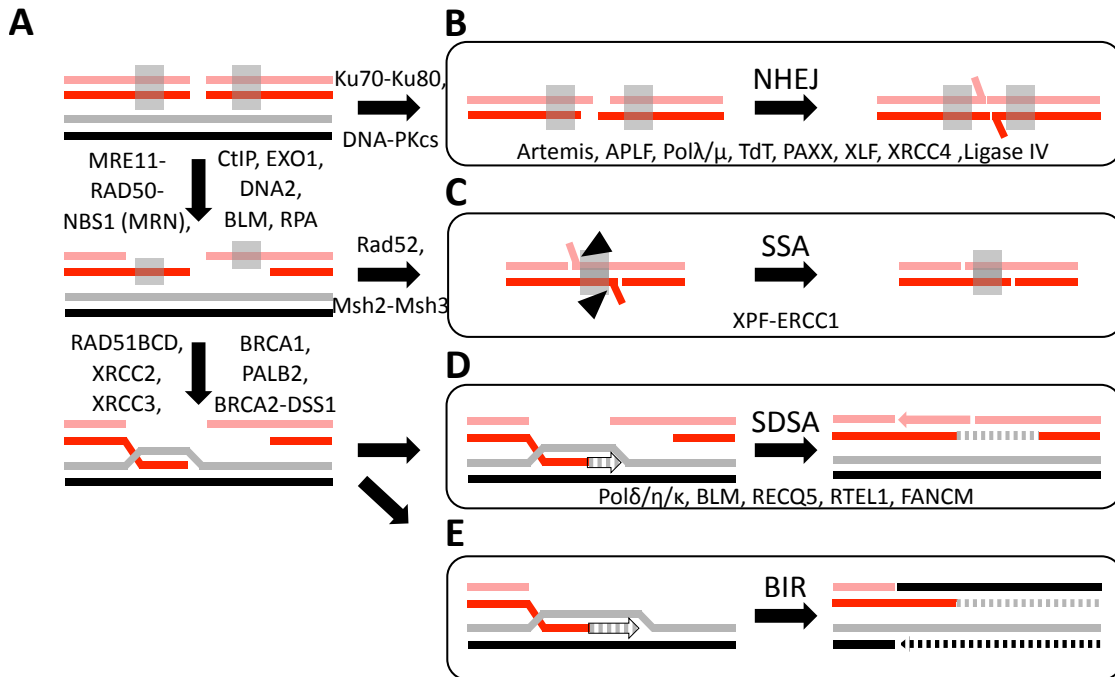 A
Ku70-Ku80,
DNA-PKcs
MRE11-
RAD50-
NBS1 (MRN),
CtIP, EXO1,
DNA2,
BLM, RPA
Rad52,
Msh2-Msh3
RAD51BCD,
XRCC2,
XRCC3,
BRCA1,
PALB2,
BRCA2-DSS1
B
NHEJ
Artemis, APLF, Polλ/μ, TdT, PAXX, XLF, XRCC4 ,Ligase IV
C
SSA
XPF-ERCC1
D
SDSA
Polδ/η/κ, BLM, RECQ5, RTEL1, FANCM
E
BIR